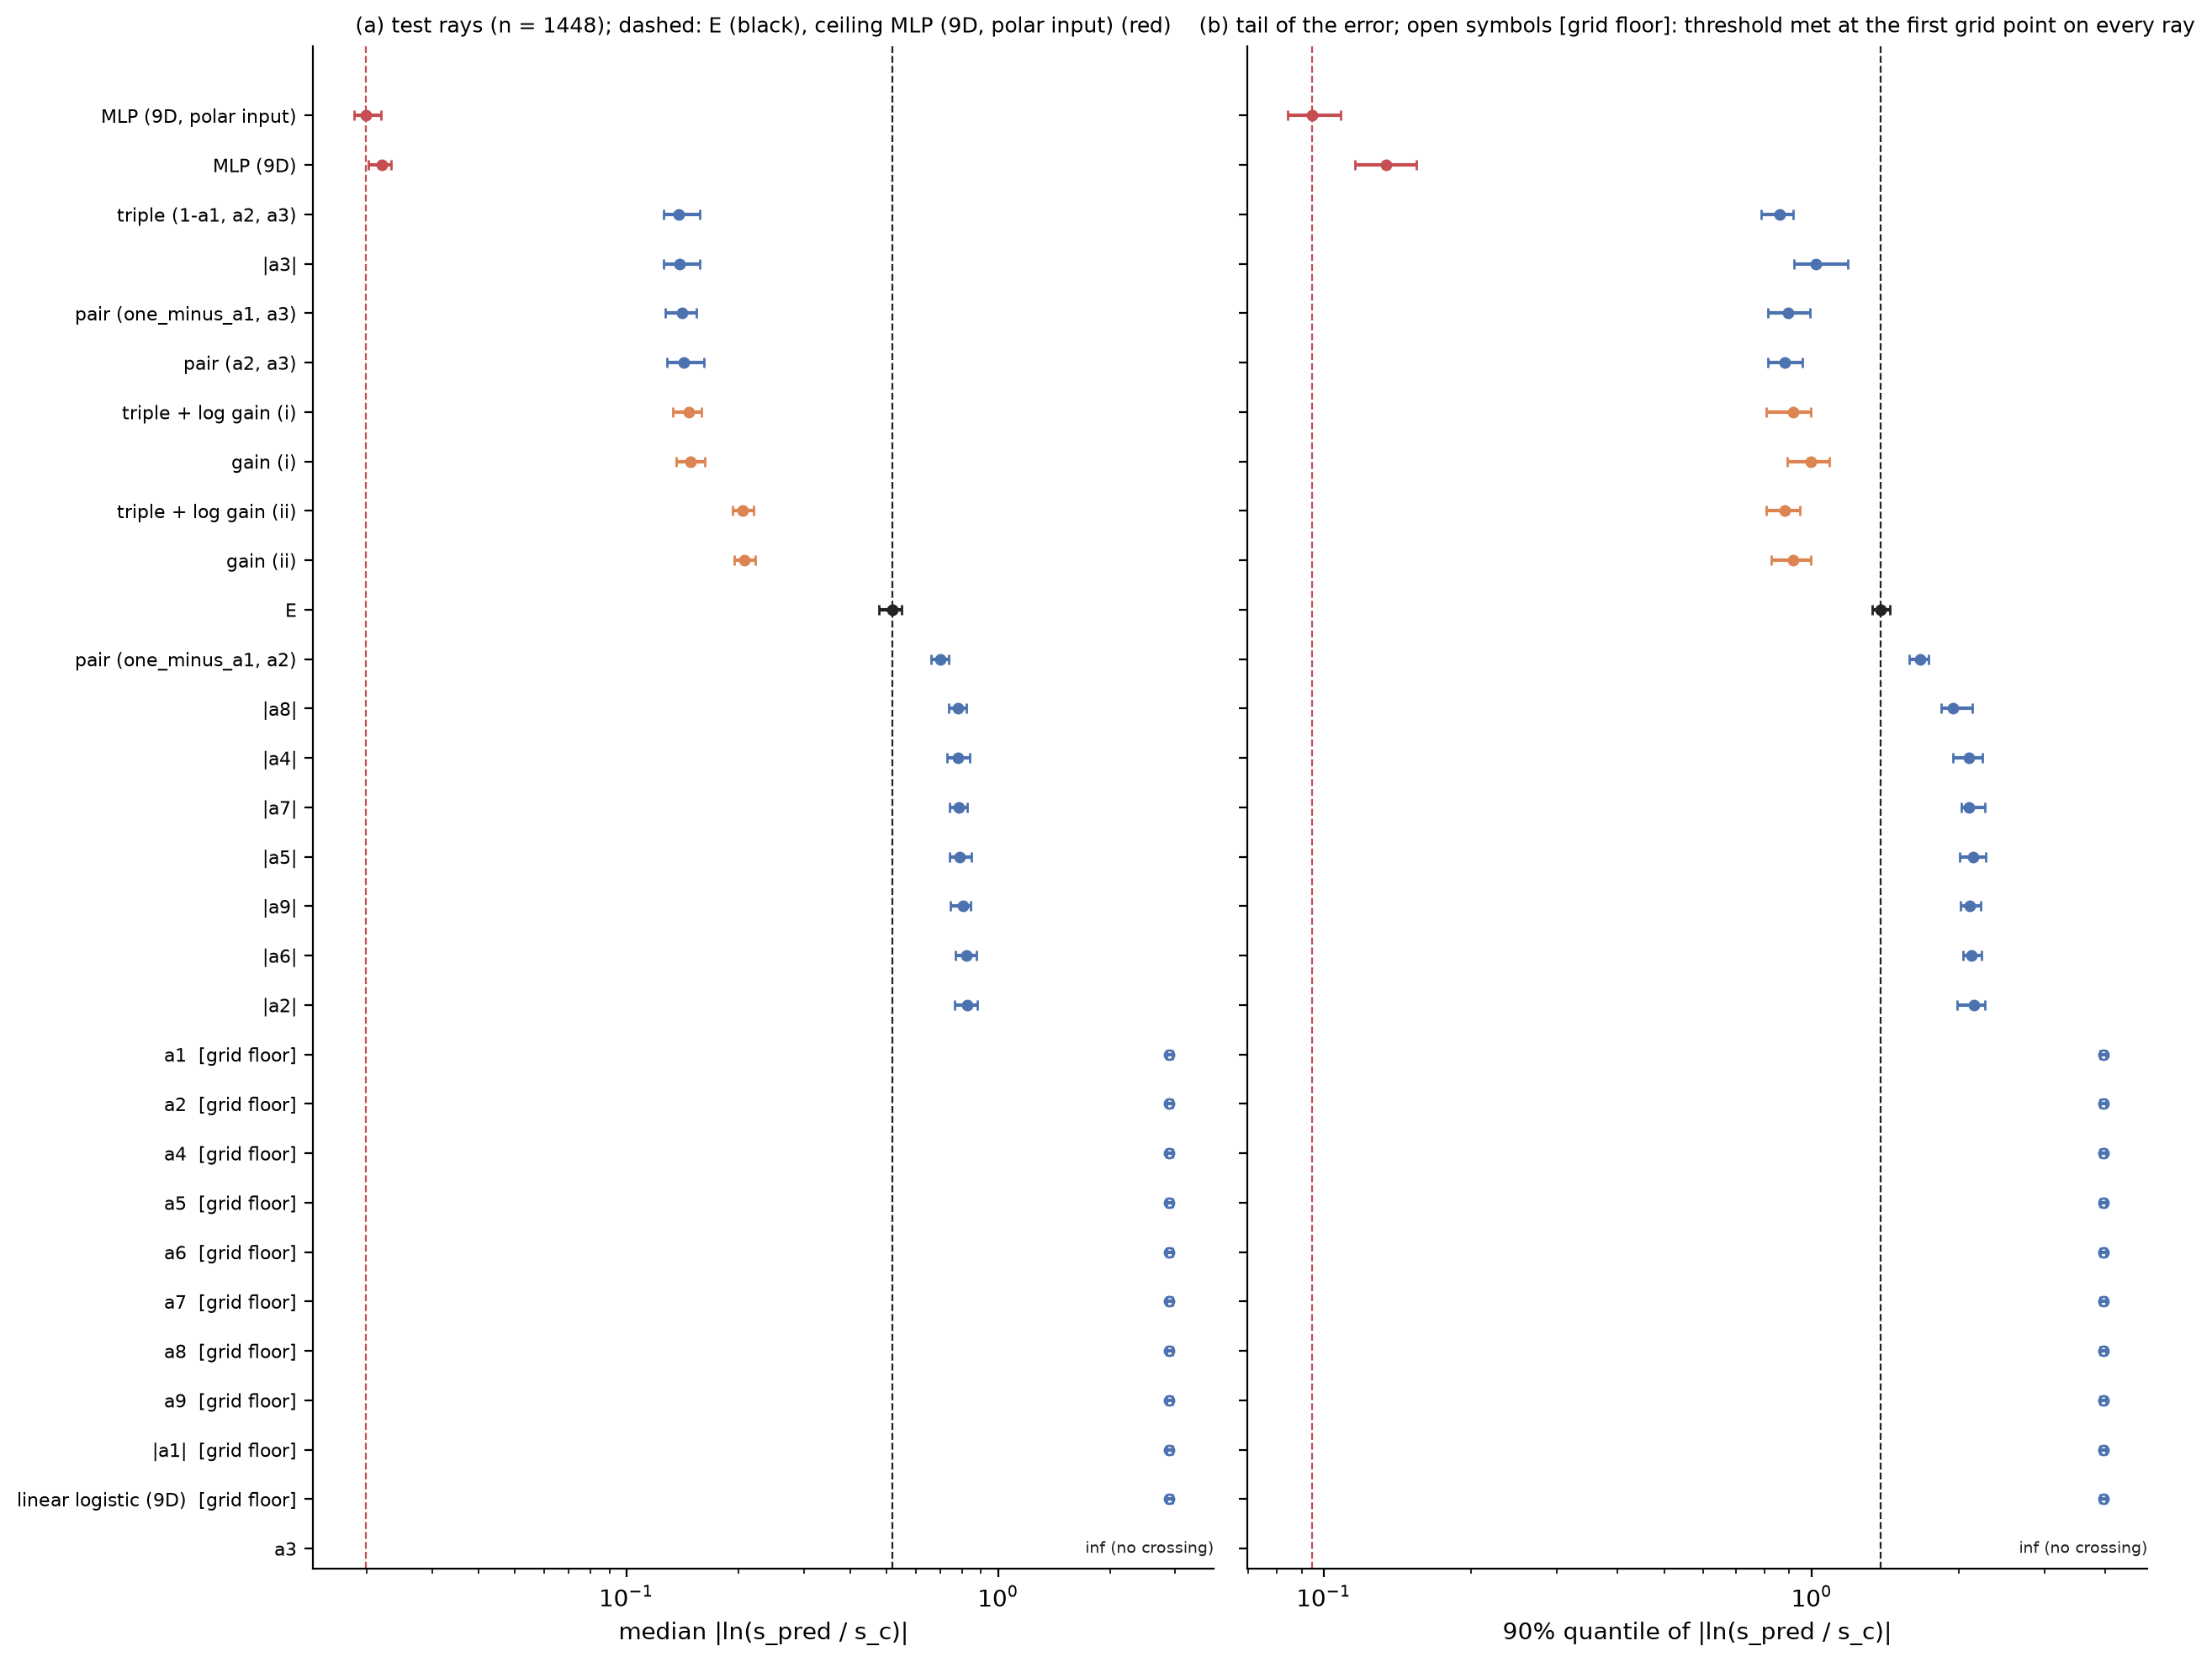 (a) test rays (n = 1448); dashed: E (black), ceiling MLP (9D, polar input) (red)
(b) tail of the error; open symbols [grid floor]: threshold met at the first grid point on every ray
MLP (9D, polar input)
MLP (9D)
triple (1-a1, a2, a3)
|a3|
pair (one_minus_a1, a3)
pair (a2, a3)
triple + log gain (i)
gain (i)
triple + log gain (ii)
gain (ii)
E
pair (one_minus_a1, a2)
|a8|
|a4|
|a7|
|a5|
|a9|
|a6|
|a2|
a1 [grid floor]
a2 [grid floor]
a4 [grid floor]
a5 [grid floor]
a6 [grid floor]
a7 [grid floor]
a8 [grid floor]
a9 [grid floor]
|a1| [grid floor]
linear logistic (9D) [grid floor]
a3
inf (no crossing)
inf (no crossing)
10⁻¹
10⁰
10⁻¹
10⁰
median |ln(s_pred / s_c)|
90% quantile of |ln(s_pred / s_c)|